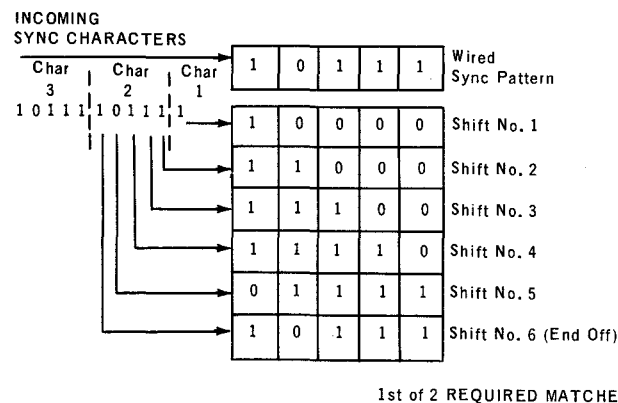 INCOMING
SYNC CHARACTERS
Char 3
Char 2
Char 1
1 0 1 1 1 1 0 1 1 1 1
1 0 1 1 1 Wired Sync Pattern
1 0 0 0 0 Shift No. 1
1 1 0 0 0 Shift No. 2
1 1 1 0 0 Shift No. 3
1 1 1 1 0 Shift No. 4
0 1 1 1 1 Shift No. 5
1 0 1 1 1 Shift No. 6 (End Off)
1st of 2 REQUIRED MATCHE